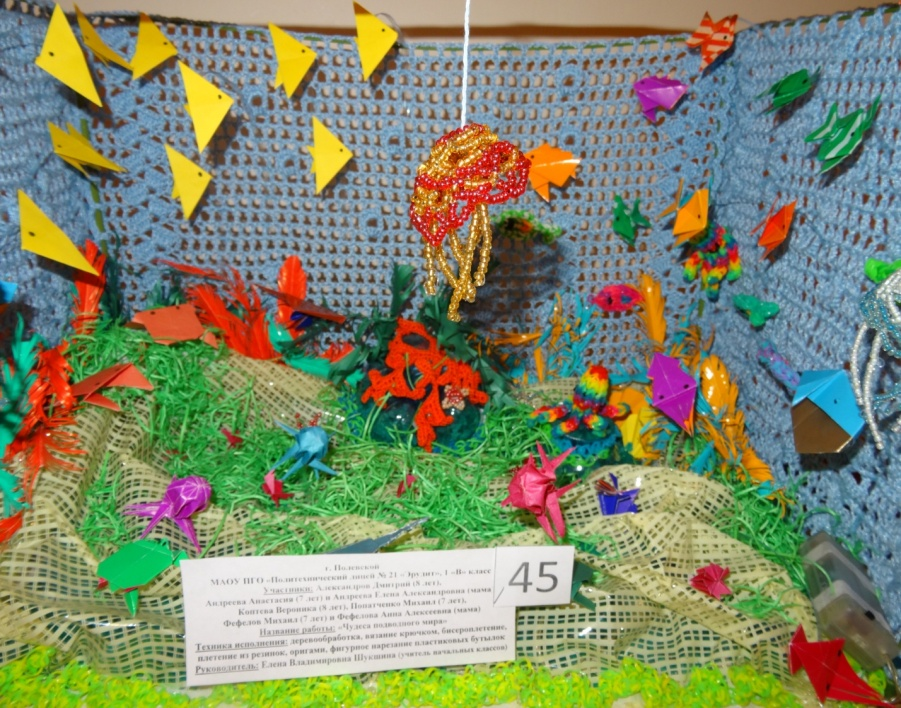 г. Полевской
МАОУ ПГО «Политехнический лицей № 21 «Эрудит», 1 «В» класс
Участники: Александров Дмитрий (8 лет),
Андреева Анастасия (7 лет) и Андреева Елена Александровна (мама),
Коптева Вероника (8 лет), Лопатченко Михаил (7 лет),
Фефелов Михаил (7 лет) и Фефелова Анна Алексеевна (мама)
Название работы: «Чудеса подводного мира»
Техника исполнения: деревообработка, вязание крючком, бисероплетение,
плетение из резинок, оригами, фигурное нарезание пластиковых бутылок
Руководитель: Елена Владимировна Шукшина (учитель начальных классов)
45